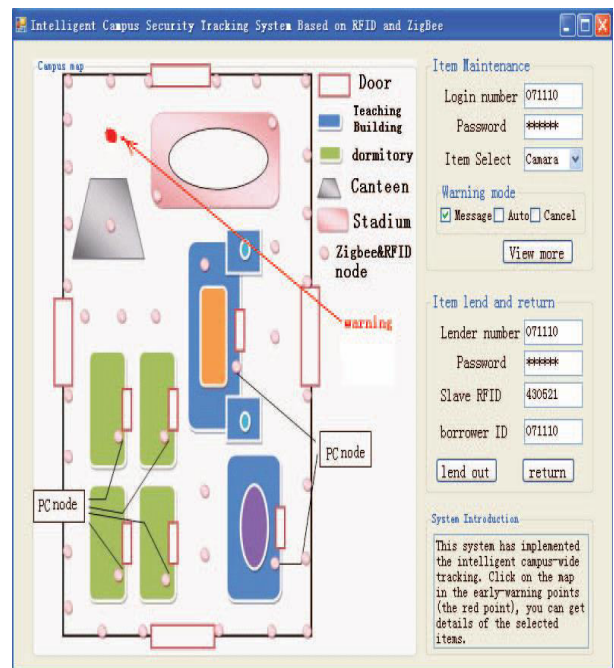 Intelligent Campus Security Tracking System Based on RFID and ZigBee
Campus map
Door
Teaching
Building
dormitory
Canteen
Stadium
Zigbee&RFID
node
warning
PC node
PC node
Item Maintenance
Login number 071110
Password *****
Item Select Camara
Warning mode
Message Auto Cancel
View more
Item lend and return
Lender number 071110
Password *****
Slave RFID 430521
borrower ID 071110
lend out return
System Introduction
This system has implemented
the intelligent campus-wide
tracking. Click on the map
in the early-warning points
(the red point), you can get
details of the selected
items.